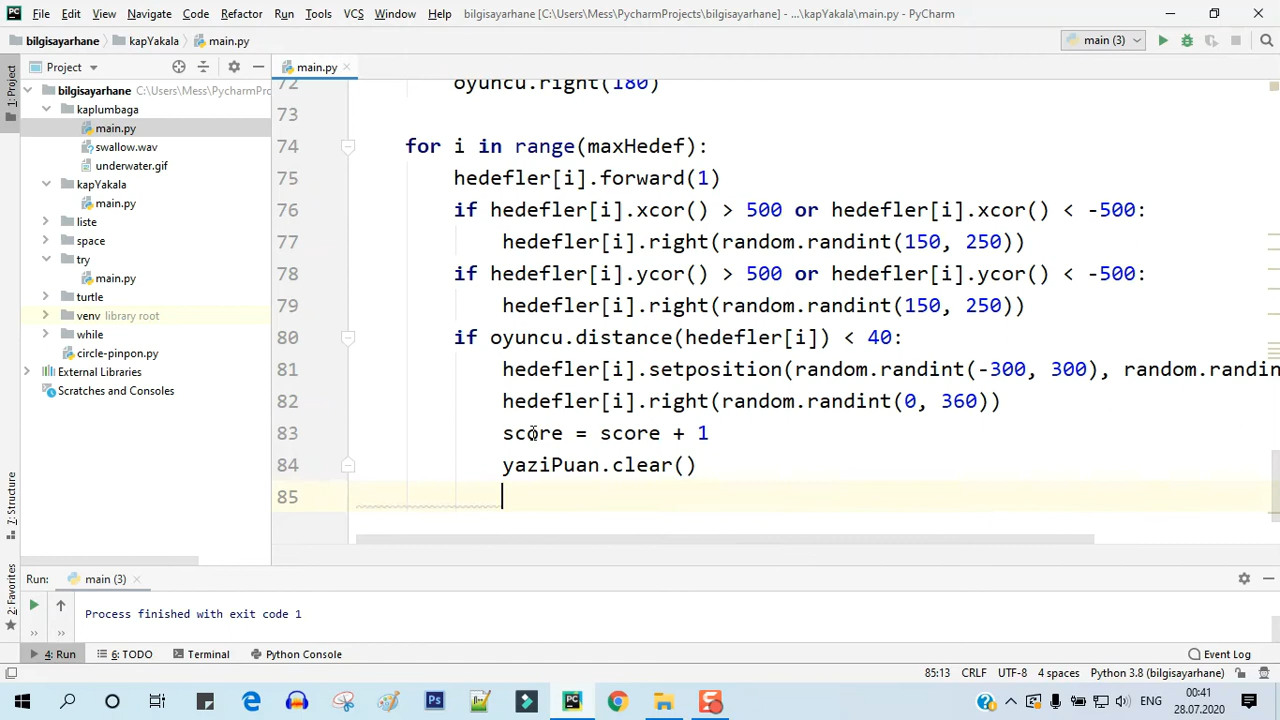 File Edit View Navigate Code Refactor Run Tools VCS Window Help bilgisayarhane [C:\Users\Mess\PycharmProjects\bilgisayarhane] - ...\kapYakala\main.py - PyCharm
bilgisayarhane kapYakala main.py main (3)
Project main.py
1: Project
bilgisayarhane C:\Users\Mess\PycharmProj
kaplumbaga
main.py
swallow.wav
underwater.gif
kapYakala
main.py
liste
space
try
main.py
turtle
venv library root
while
circle-pinpon.py
External Libraries
Scratches and Consoles
72 oyuncu.right(180)
73
74 for i in range(maxHedef):
75 hedefler[i].forward(1)
76 if hedefler[i].xcor() > 500 or hedefler[i].xcor() < -500:
77 hedefler[i].right(random.randint(150, 250))
78 if hedefler[i].ycor() > 500 or hedefler[i].ycor() < -500:
79 hedefler[i].right(random.randint(150, 250))
80 if oyuncu.distance(hedefler[i]) < 40:
81 hedefler[i].setposition(random.randint(-300, 300), random.randin
82 hedefler[i].right(random.randint(0, 360))
83 score = score + 1
84 yaziPuan.clear()
85
7: Structure
2: Favorites
Run: main (3)
Process finished with exit code 1
4: Run 6: TODO Terminal Python Console Event Log
85:13 CRLF UTF-8 4 spaces Python 3.8 (bilgisayarhane)
ENG 00:41
28.07.2020